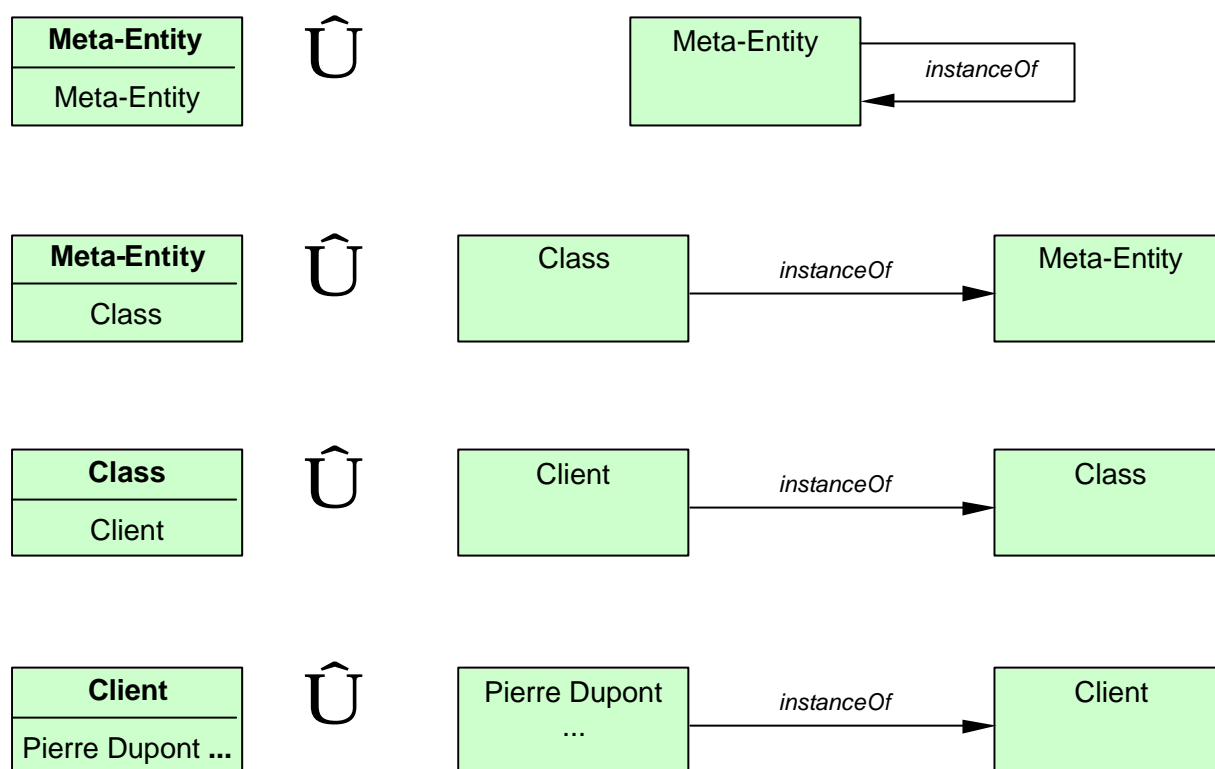 Meta-Entity
Meta-Entity
Û
Meta-Entity
instanceOf
Meta-Entity
Class
Û
Class
instanceOf
Meta-Entity
Class
Client
Û
Client
instanceOf
Class
Client
Pierre Dupont ...
Û
Pierre Dupont
...
instanceOf
Client